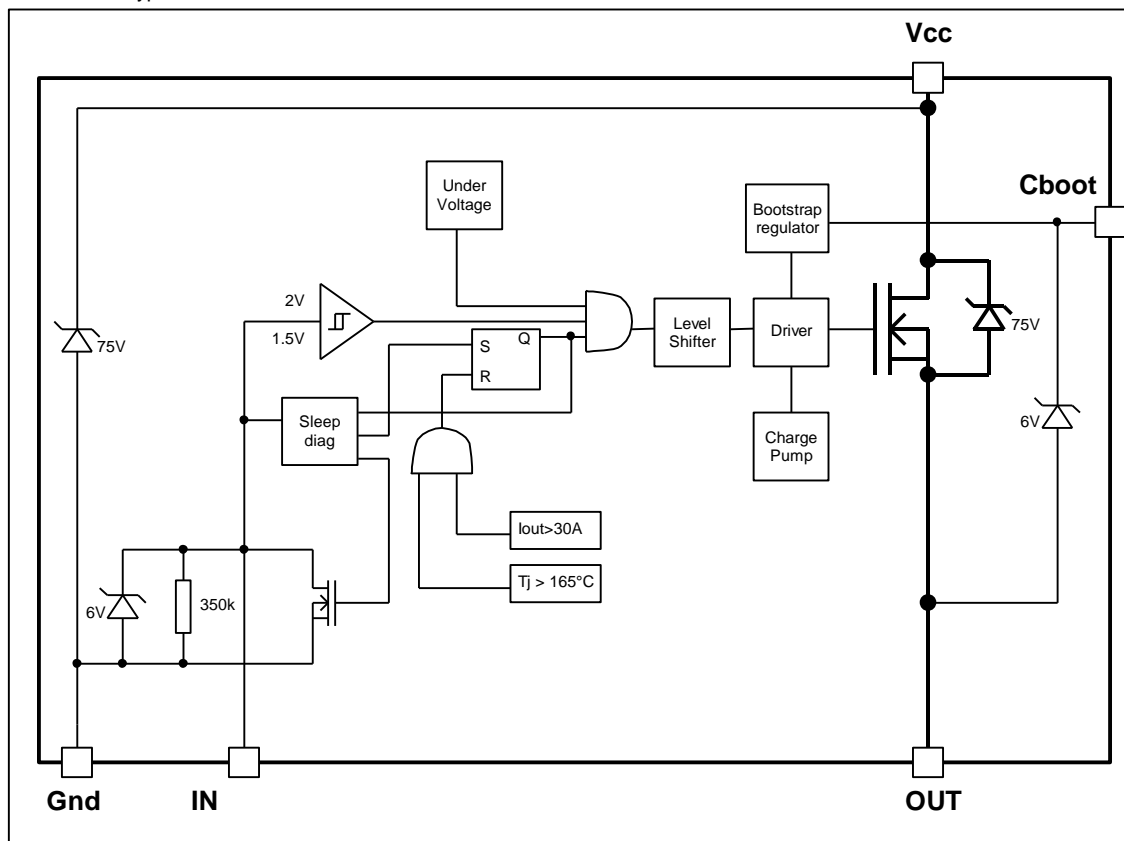 Vcc
Cboot
Under
Voltage
Bootstrap
regulator
2V
1.5V
75V
S
Q
R
Level
Shifter
Driver
75V
Sleep
diag
Charge
Pump
6V
Iout>30A
Tj > 165°C
6V
350k
Gnd
IN
OUT